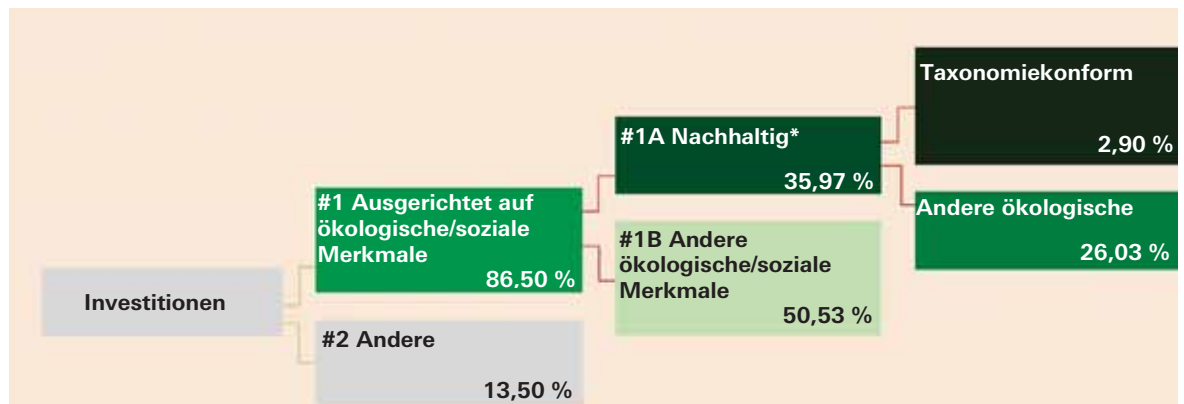 Investitionen
#1 Ausgerichtet auf
ökologische/soziale
Merkmale
86,50 %
#2 Andere
13,50 %
#1A Nachhaltig*
35,97 %
#1B Andere
ökologische/soziale
Merkmale
50,53 %
Taxonomiekonform
2,90 %
Andere ökologische
26,03 %